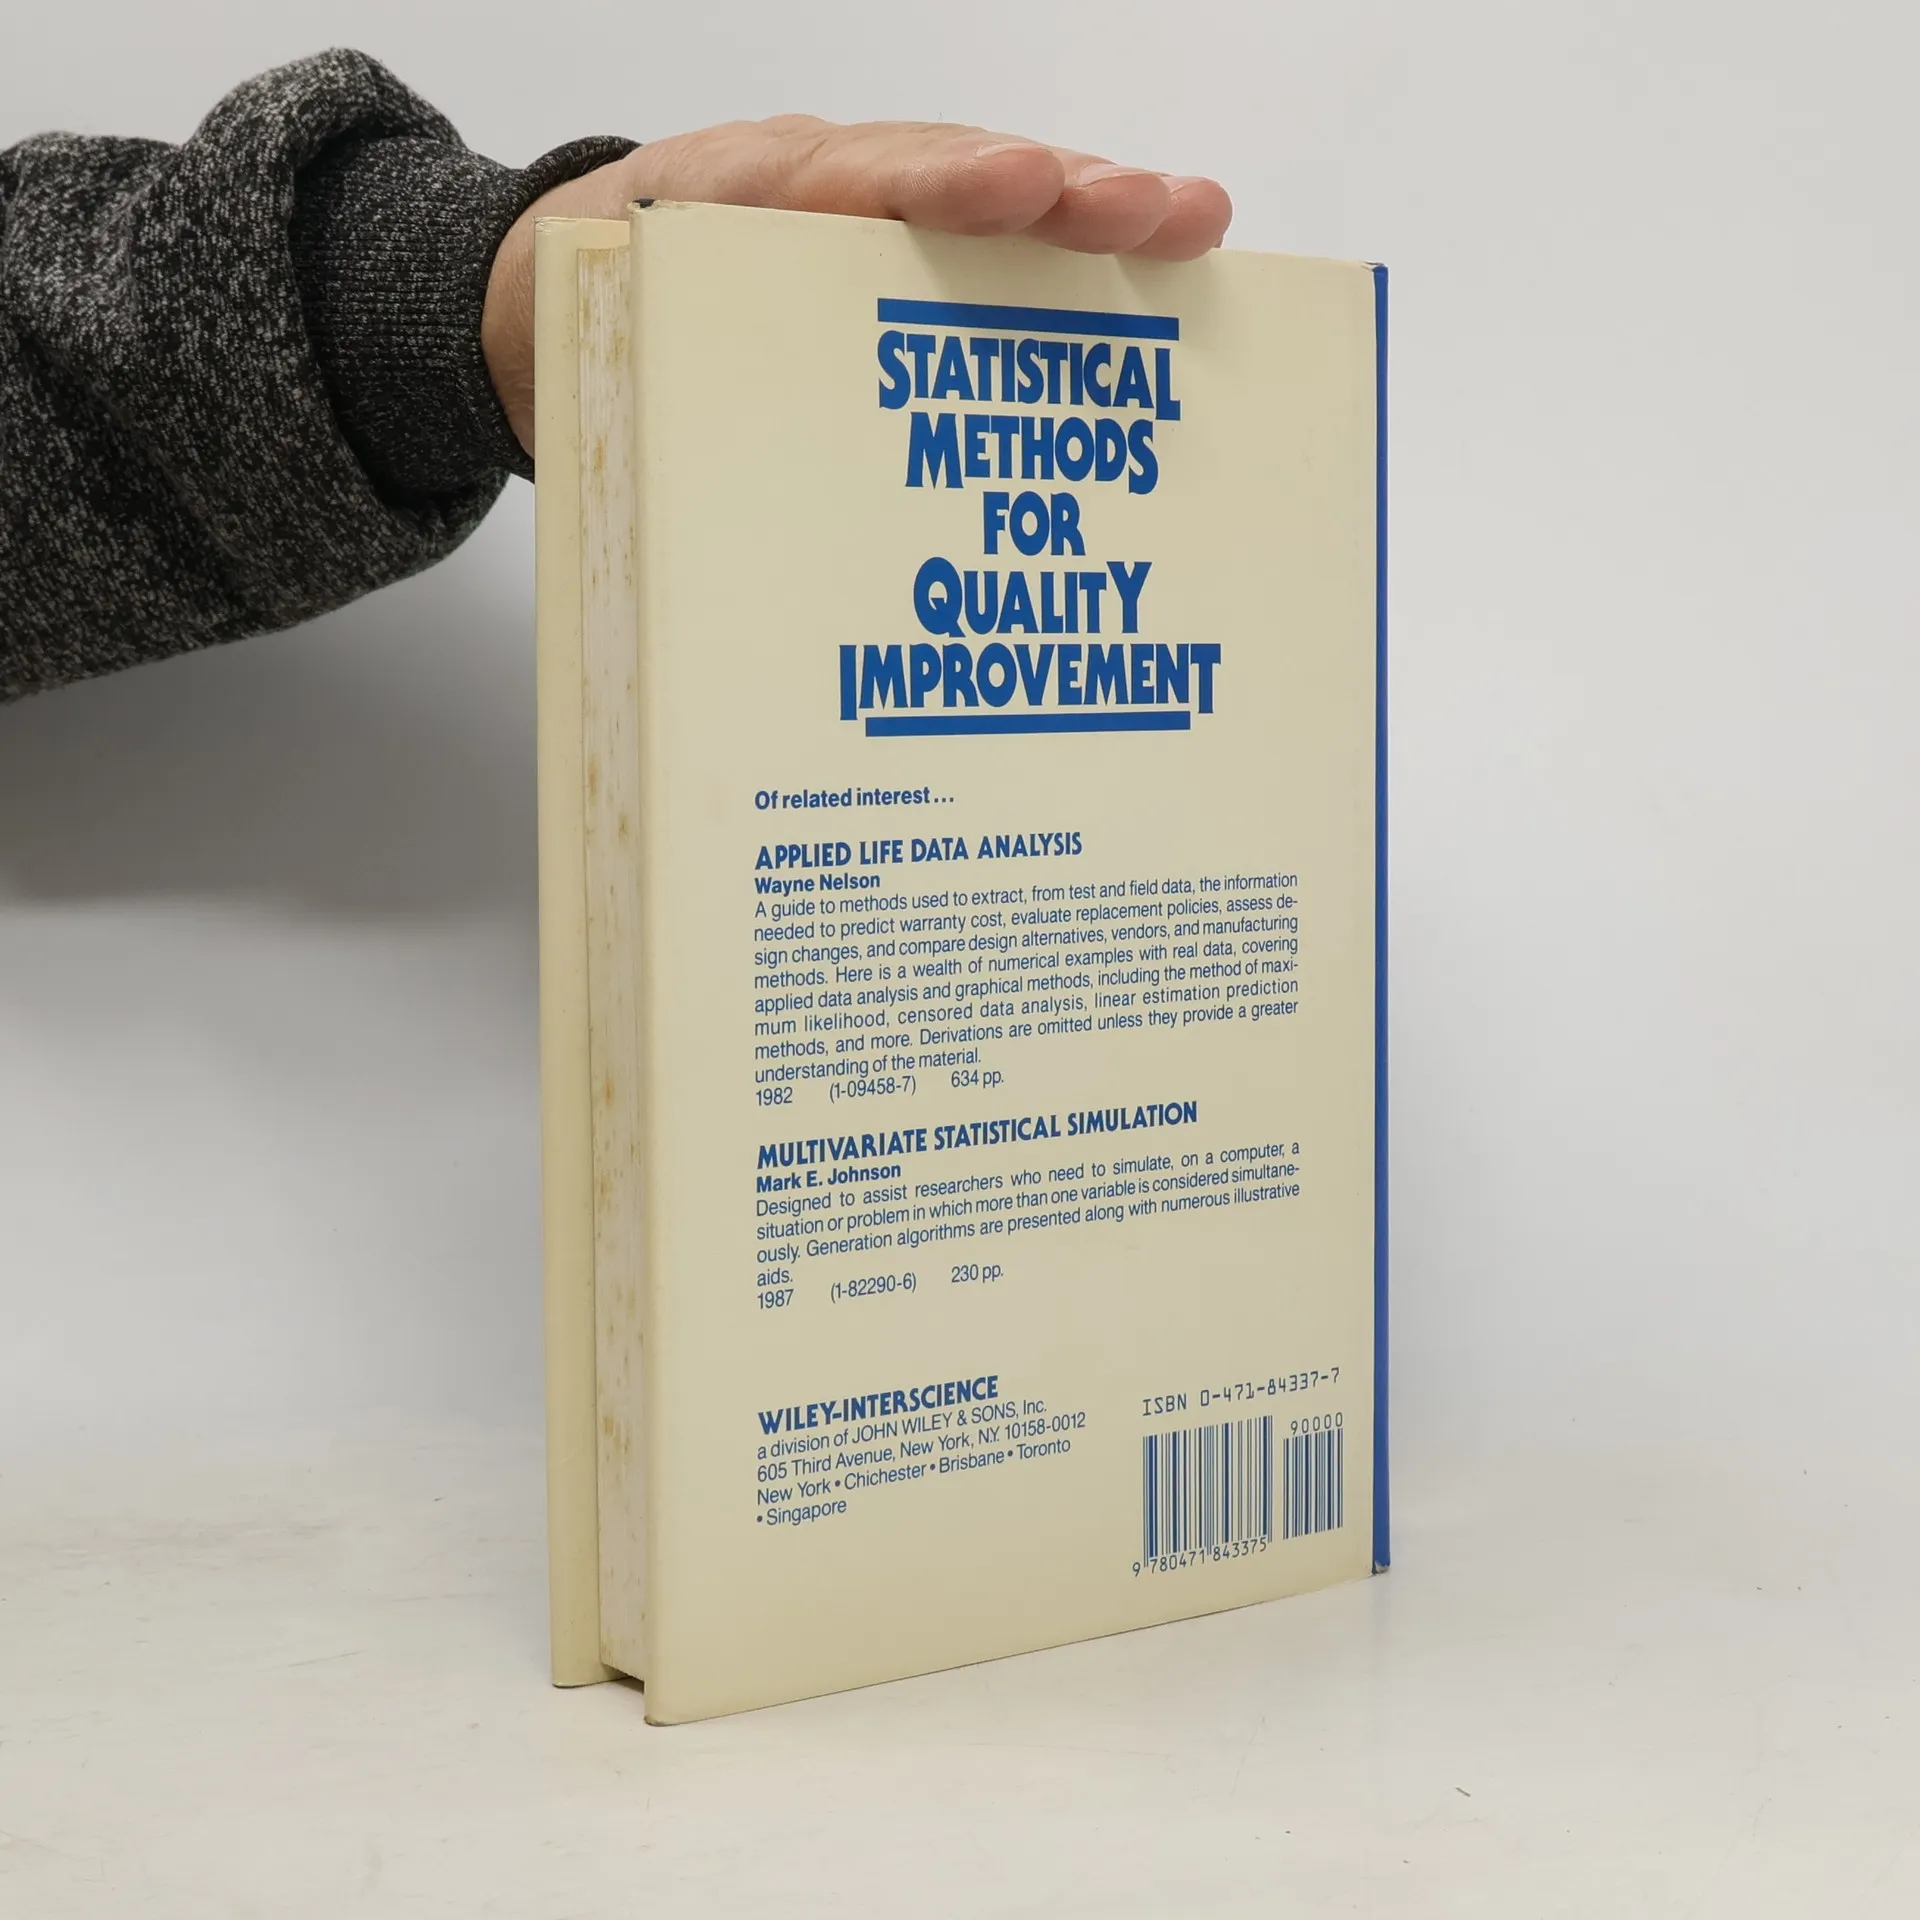 STATISTICAL
METHODS
FOR
QUALITY
IMPROVEMENT
Of related interest...
APPLIED LIFE DATA ANALYSIS
Wayne Nelson
A guide to methods used to extract, from test and field data, the information
needed to predict warranty cost, evaluate replacement policies, assess de-
sign changes, and compare design alternatives, vendors, and manufacturing
methods. Here is a wealth of numerical examples with real data, covering
applied data analysis and graphical methods, including the method of maxi-
mum likelihood, censored data analysis, linear estimation prediction
methods, and more. Derivations are omitted unless they provide a greater
understanding of the material.
1982 (1-09458-7) 634 pp.
MULTIVARIATE STATISTICAL SIMULATION
Mark E. Johnson
Designed to assist researchers who need to simulate, on a computer, a
situation or problem in which more than one variable is considered simultane-
ously. Generation algorithms are presented along with numerous illustrative
aids.
1987 (1-82290-6) 230 pp.
WILEY-INTERSCIENCE
a division of JOHN WILEY & SONS, Inc.
605 Third Avenue, New York, N.Y. 10158-0012
New York • Chichester • Brisbane • Toronto
• Singapore
ISBN 0-471-84337-7
90000
9 780471 843375